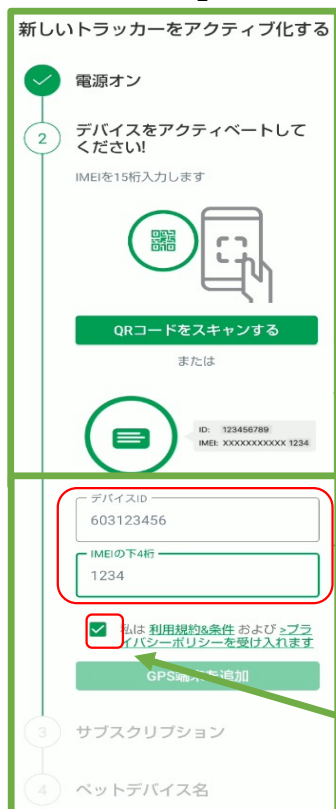 新しいトラッカーをアクティブ化する
電源オン
2
デバイスをアクティベートして
ください!
IMEIを15桁入力します
QRコードをスキャンする
または
ID: 123456789
IMEI: XXXXXXXXXXX 1234
デバイスID
603123456
IMEIの下4桁
1234
私は 利用規約&条件 および >プラ
イバシーポリシーを受け入れます
GPS端末を追加
3
サブスクリプション
4
ペットデバイス名